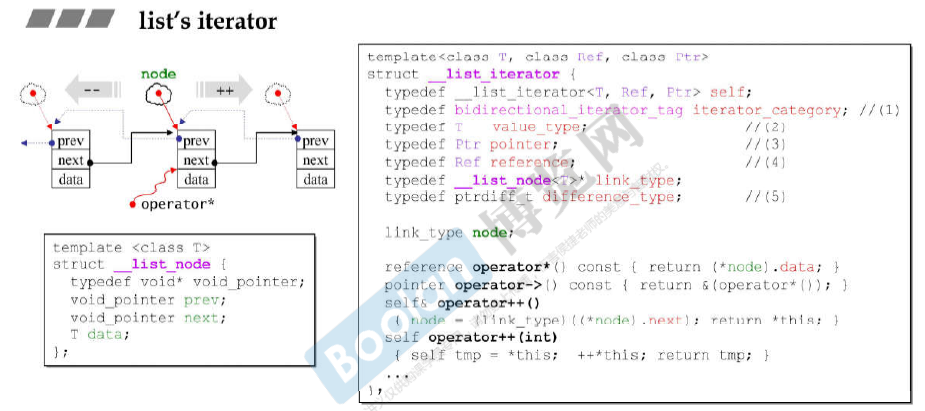 list's iterator
node
--
++
prev
next
data
prev
next
data
prev
next
data
operator*
template <class T>
struct __list_node {
typedef void* void_pointer;
void_pointer prev;
void_pointer next;
T data;
};
template<class T, class Ref, class Ptr>
struct __list_iterator {
typedef __list_iterator<T, Ref, Ptr> self;
typedef bidirectional_iterator_tag iterator_category; //(1)
typedef T value_type; //(2)
typedef Ptr pointer; //(3)
typedef Ref reference; //(4)
typedef __list_node<T>* link_type;
typedef ptrdiff_t difference_type; //(5)
link_type node;
reference operator*() const { return (*node).data; }
pointer operator->() const { return &(operator*()); }
self& operator++()
{ node = (link_type)((*node).next); return *this; }
self operator++(int)
{ self tmp = *this; ++*this; return tmp; }
...
};
Boolan 博览网